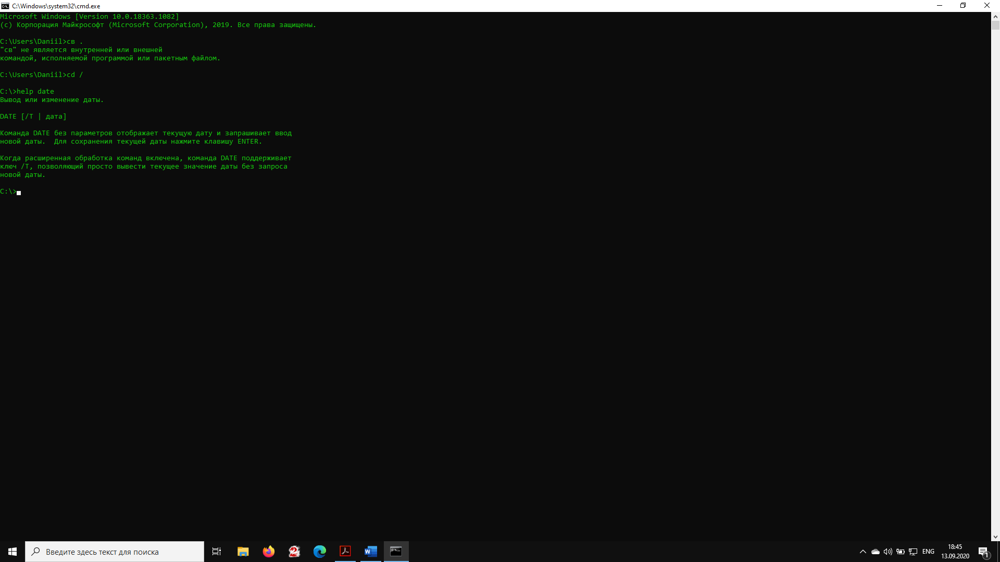 C:\Windows\system32\cmd.exe
Microsoft Windows [Version 10.0.18363.1082]
(c) Корпорация Майкрософт (Microsoft Corporation), 2019. Все права защищены.
C:\Users\Daniil>св .
"св" не является внутренней или внешней
командой, исполняемой программой или пакетным файлом.
C:\Users\Daniil>cd /
C:\>help date
Вывод или изменение даты.
DATE [/T | дата]
Команда DATE без параметров отображает текущую дату и запрашивает ввод
новой даты.  Для сохранения текущей даты нажмите клавишу ENTER.
Когда расширенная обработка команд включена, команда DATE поддерживает
ключ /T, позволяющий просто вывести текущее значение даты без запроса
новой даты.
C:\>
Введите здесь текст для поиска
ENG
18:45
13.09.2020
1